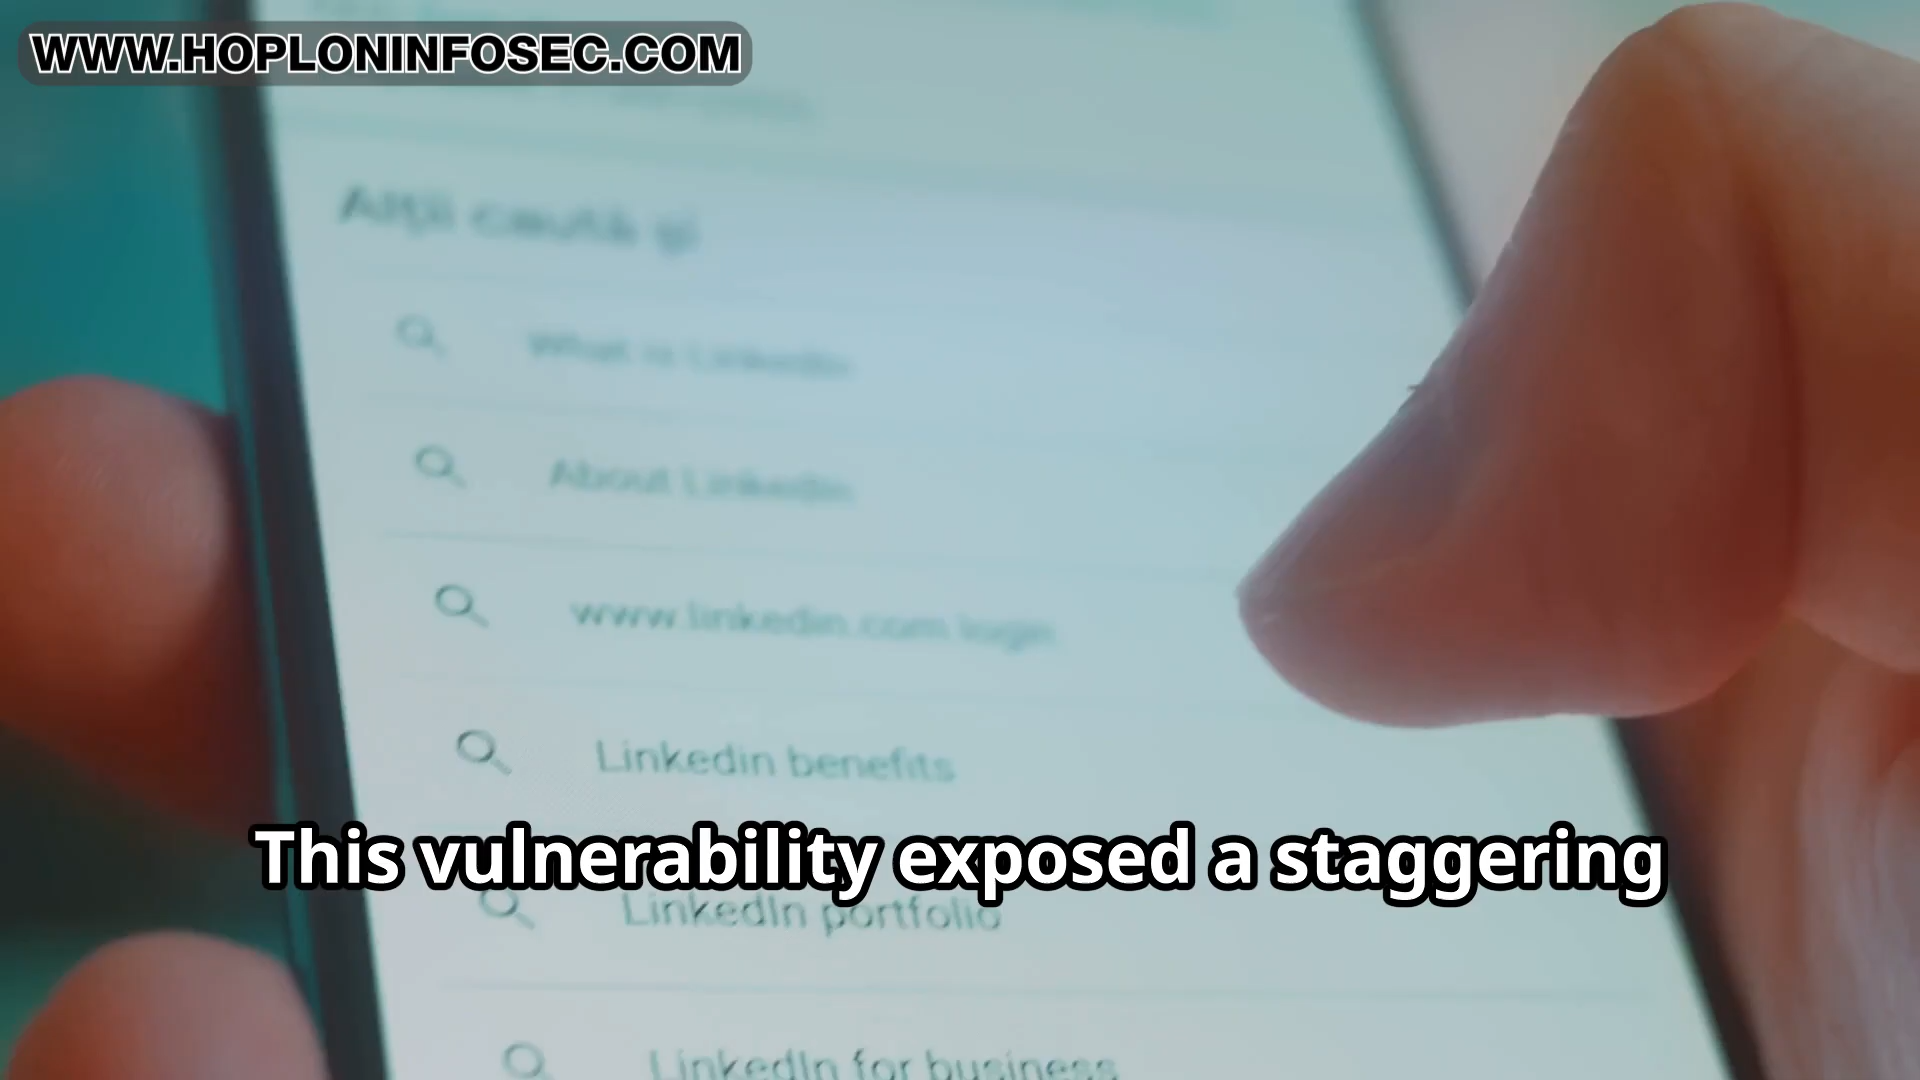 WWW.HOPLONINFOSEC.COM
Alții caută și
What is Linkedin
About Linkedin
www.linkedin.com login
Linkedin benefits
This vulnerability exposed a staggering
LinkedIn portfolio
LinkedIn for business